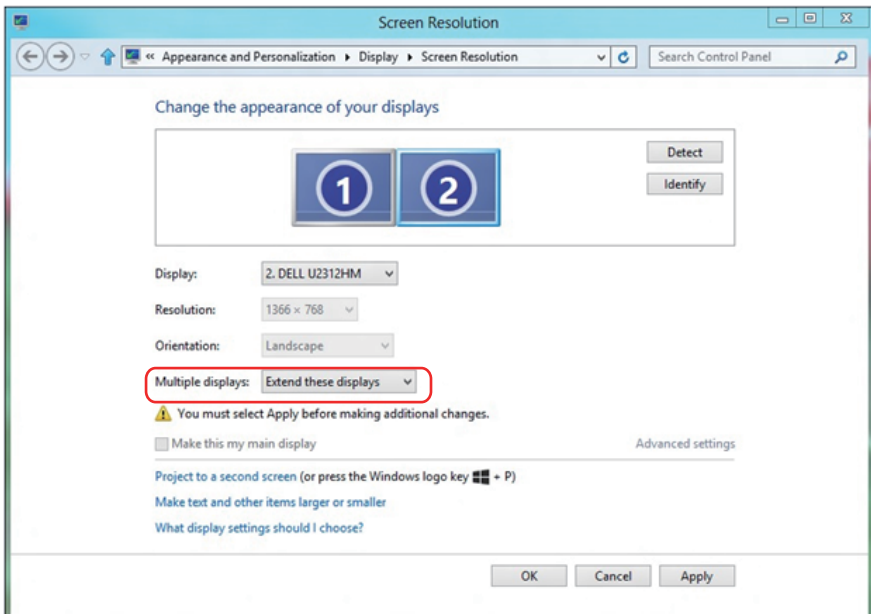 Screen Resolution
« Appearance and Personalization ▸ Display ▸ Screen Resolution
Search Control Panel
Change the appearance of your displays
1 2
Detect
Identify
Display: 2. DELL U2312HM
Resolution: 1366 × 768
Orientation: Landscape
Multiple displays: Extend these displays
You must select Apply before making additional changes.
Make this my main display
Advanced settings
Project to a second screen (or press the Windows logo key + P)
Make text and other items larger or smaller
What display settings should I choose?
OK Cancel Apply